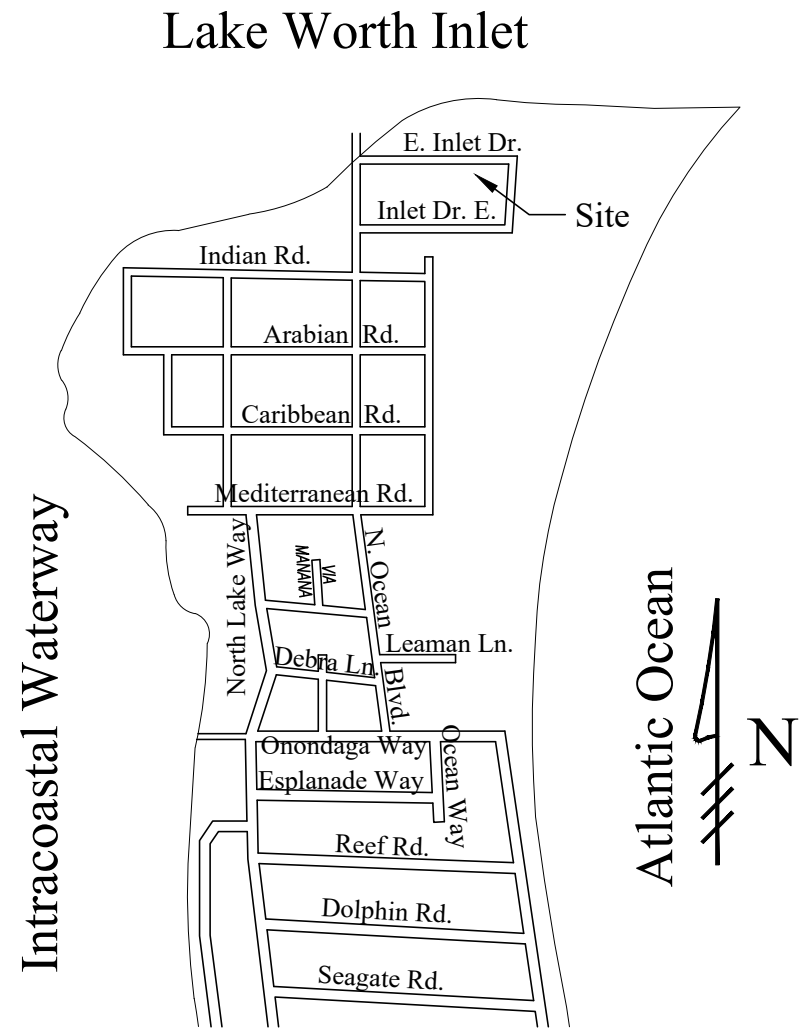 Lake Worth Inlet
E. Inlet Dr.
Inlet Dr. E.
Site
Indian Rd.
Arabian Rd.
Caribbean Rd.
Mediterranean Rd.
Intracoastal Waterway
North Lake Way
VIA
MANANA
N. Ocean Blvd.
Leaman Ln.
Debra Ln.
Atlantic Ocean
N
Onondaga Way
Ocean Way
Esplanade Way
Reef Rd.
Dolphin Rd.
Seagate Rd.